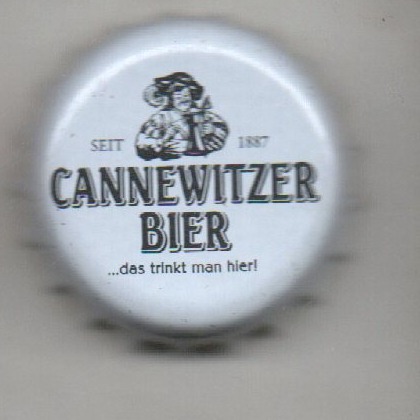 SEIT 1887
CANNEWITZER
BIER
...das trinkt man hier!